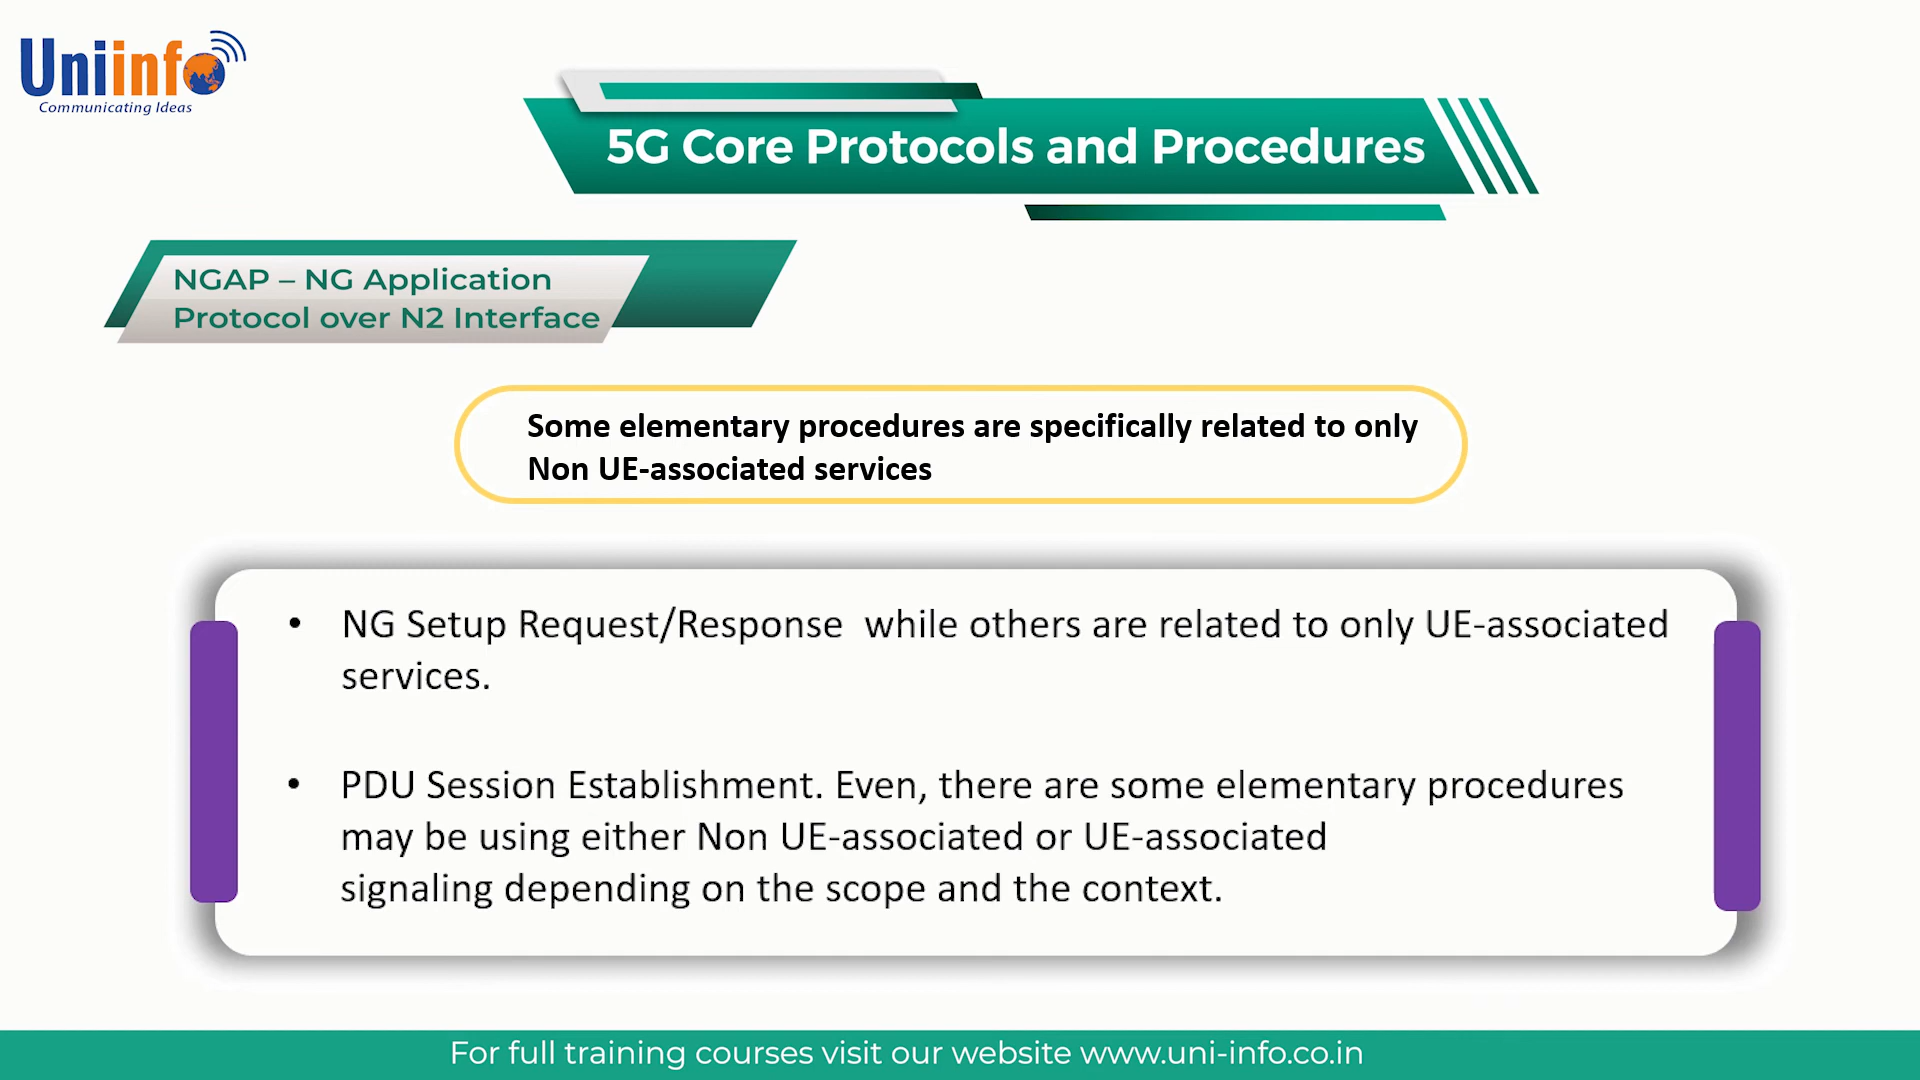 Uniinfo
Communicating Ideas
5G Core Protocols and Procedures
NGAP – NG Application
Protocol over N2 Interface
Some elementary procedures are specifically related to only
Non UE-associated services
• NG Setup Request/Response  while others are related to only UE-associated
services.
• PDU Session Establishment. Even, there are some elementary procedures
may be using either Non UE-associated or UE-associated
signaling depending on the scope and the context.
For full training courses visit our website www.uni-info.co.in